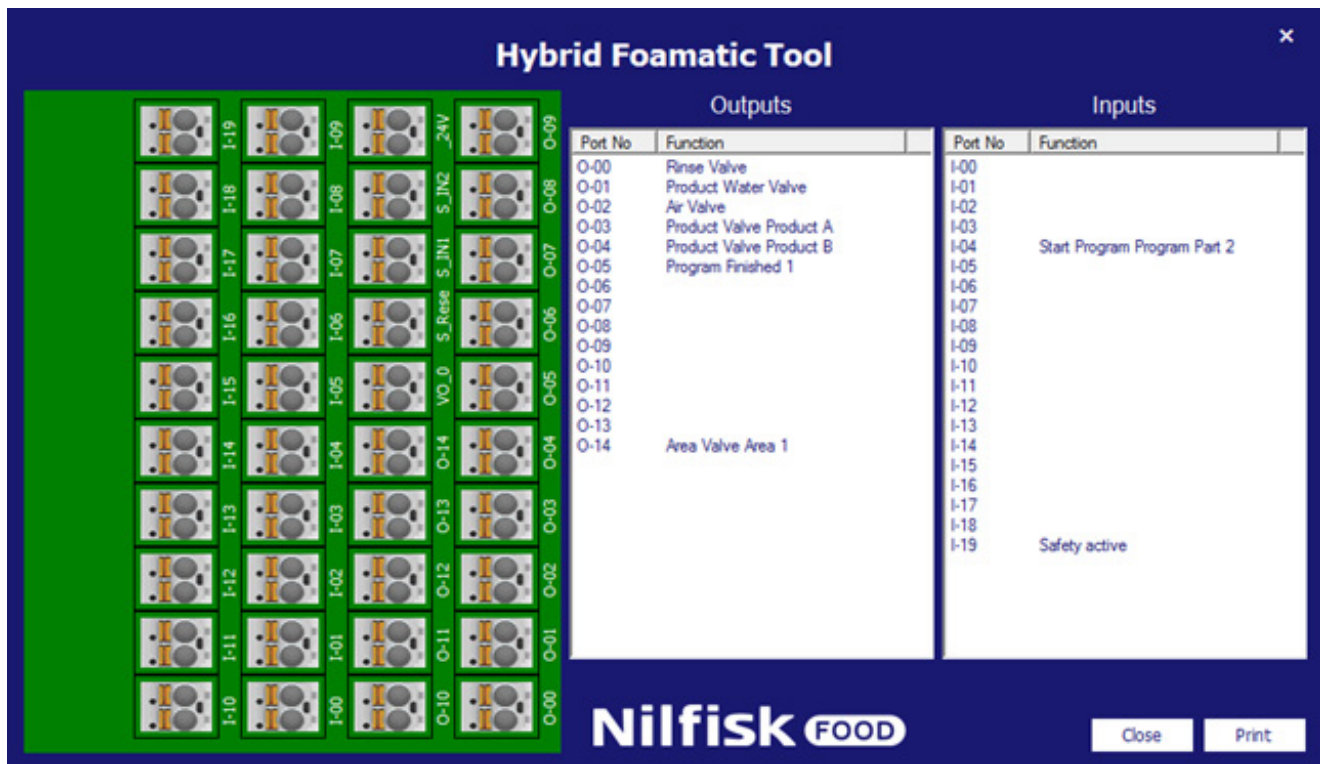 Hybrid Foamatic Tool
×
I-19 I-09 _24V O-09
I-18 I-08 S_IN2 O-08
I-17 I-07 S_IN1 O-07
I-16 I-06 S_Rese O-06
I-15 I-05 VO_0 O-05
I-14 I-04 O-14 O-04
I-13 I-03 O-13 O-03
I-12 I-02 O-12 O-02
I-11 I-01 O-11 O-01
I-10 I-00 O-10 O-00
Outputs
Port No Function
O-00 Rinse Valve
O-01 Product Water Valve
O-02 Air Valve
O-03 Product Valve Product A
O-04 Product Valve Product B
O-05 Program Finished 1
O-06
O-07
O-08
O-09
O-10
O-11
O-12
O-13
O-14 Area Valve Area 1
Inputs
Port No Function
I-00
I-01
I-02
I-03
I-04 Start Program Program Part 2
I-05
I-06
I-07
I-08
I-09
I-10
I-11
I-12
I-13
I-14
I-15
I-16
I-17
I-18
I-19 Safety active
Nilfisk FOOD
Close Print